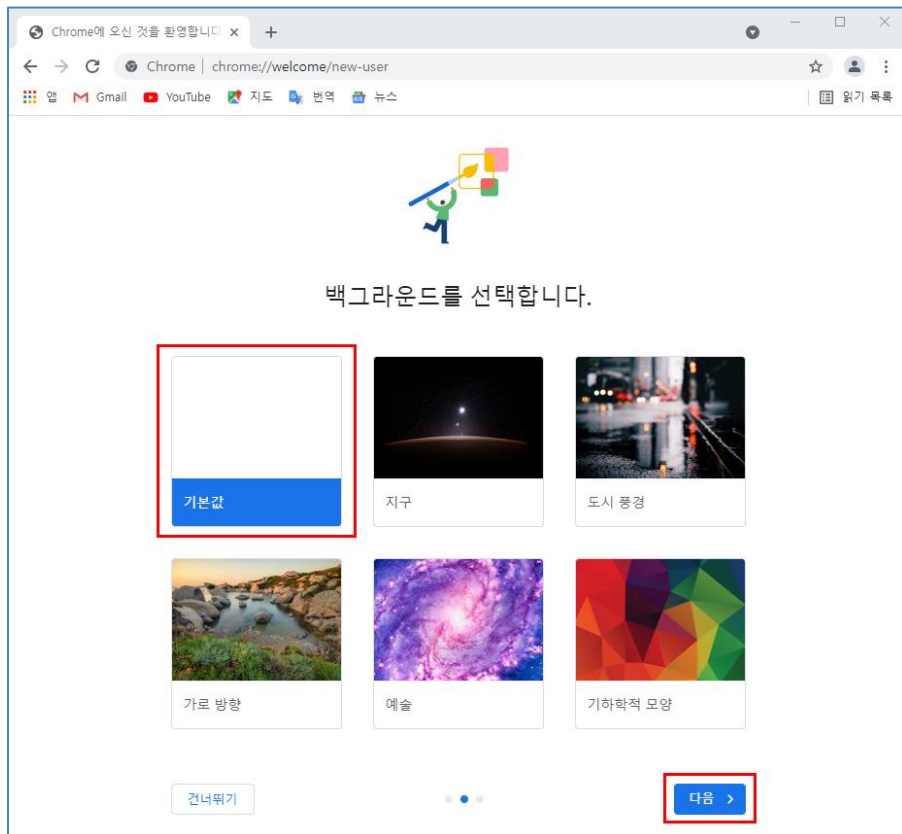 Chrome에 오신 것을 환영합니다
Chrome | chrome://welcome/new-user
앱 Gmail YouTube 지도 번역 뉴스 읽기 목록
백그라운드를 선택합니다.
기본값 지구 도시 풍경
가로 방향 예술 기하학적 모양
건너뛰기 다음